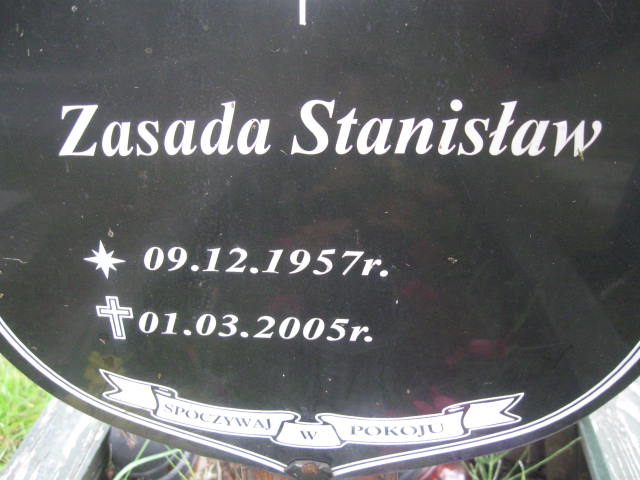 Zasada Stanisław
09.12.1957r.
01.03.2005r.
SPOCZYWAJ W POKOJU